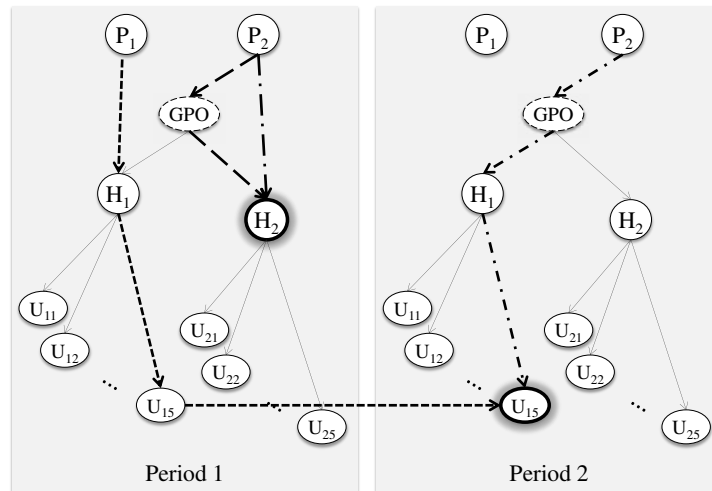 P1 P2
GPO
H1
H2
U11
U12
U21
U22
...
U15
...
U25
Period 1
P1 P2
GPO
H1
H2
U11
U12
U21
U22
...
U15
...
U25
Period 2